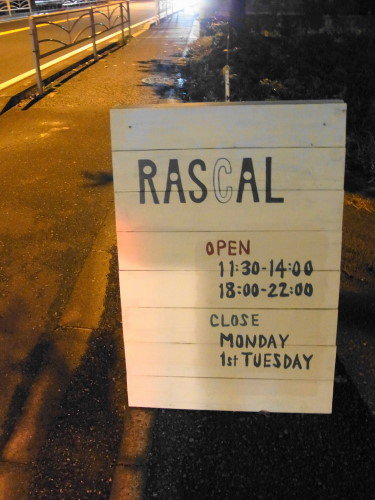 RASCAL
OPEN
11:30-14:00
18:00-22:00
CLOSE
MONDAY
1st TUESDAY